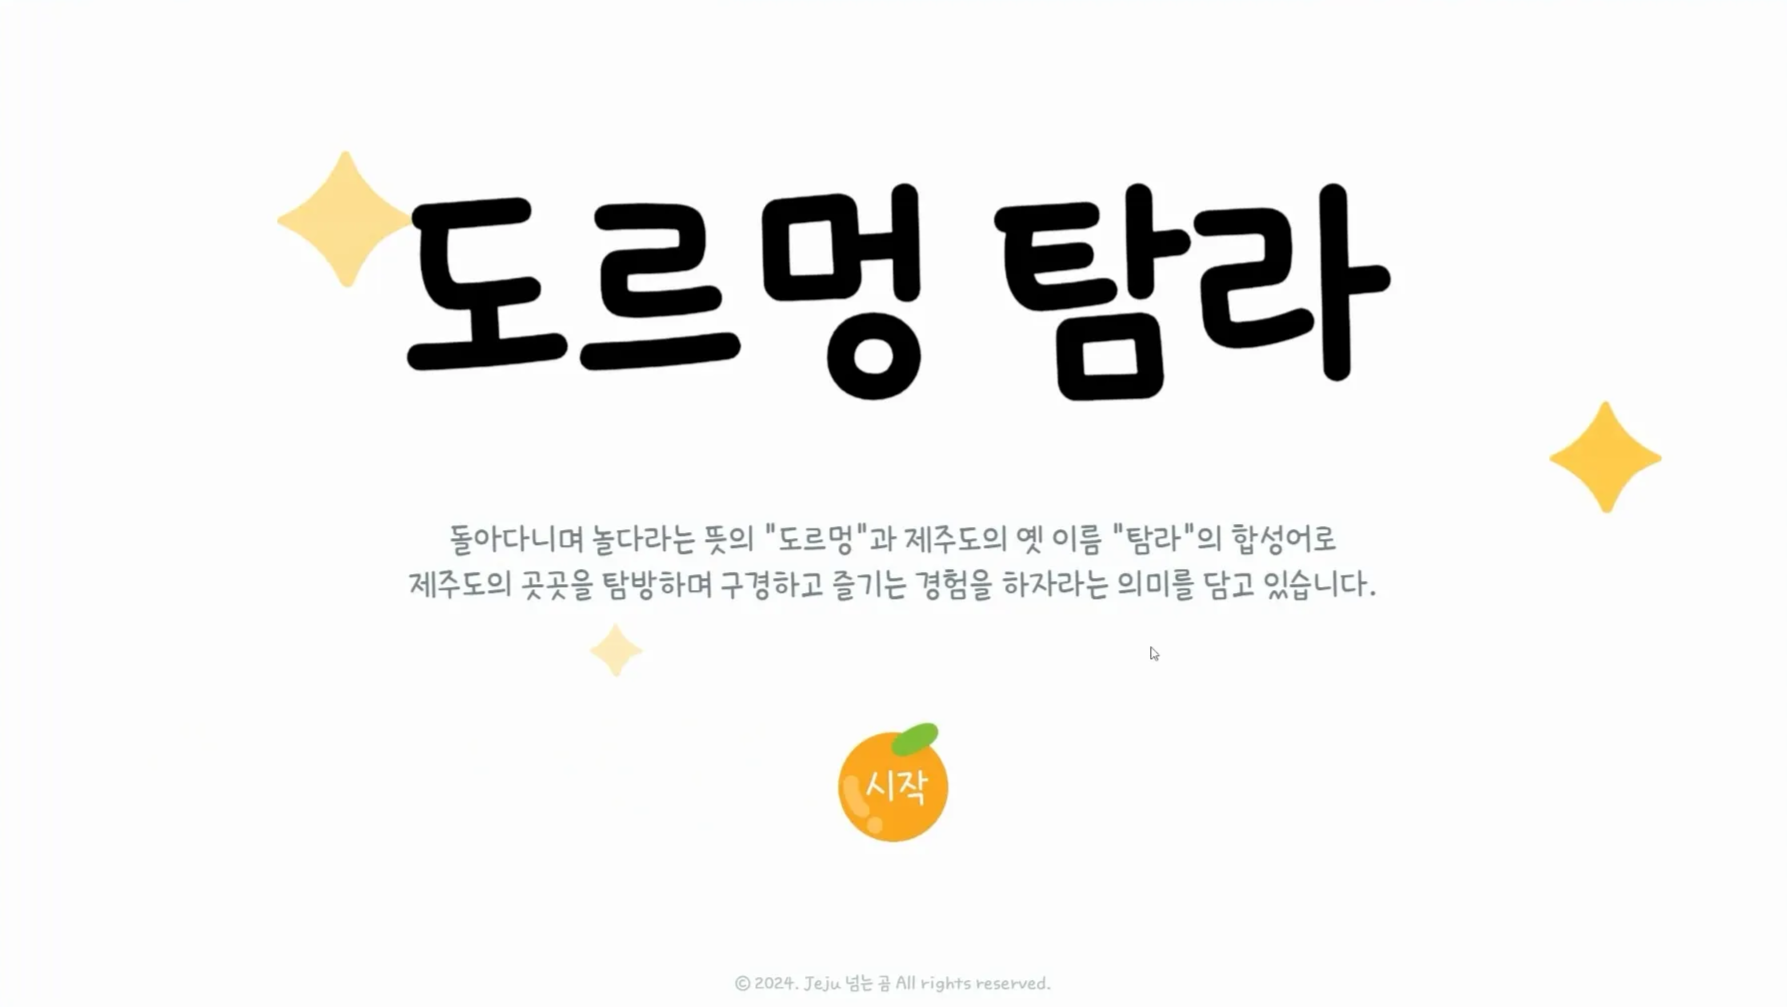 도르멍 탐라
돌아다니며 놀다라는 뜻의 "도르멍"과 제주도의 옛 이름 "탐라"의 합성어로
제주도의 곳곳을 탐방하며 구경하고 즐기는 경험을 하자라는 의미를 담고 있습니다.
시작
© 2024. Jeju 넘는 곰 All rights reserved.